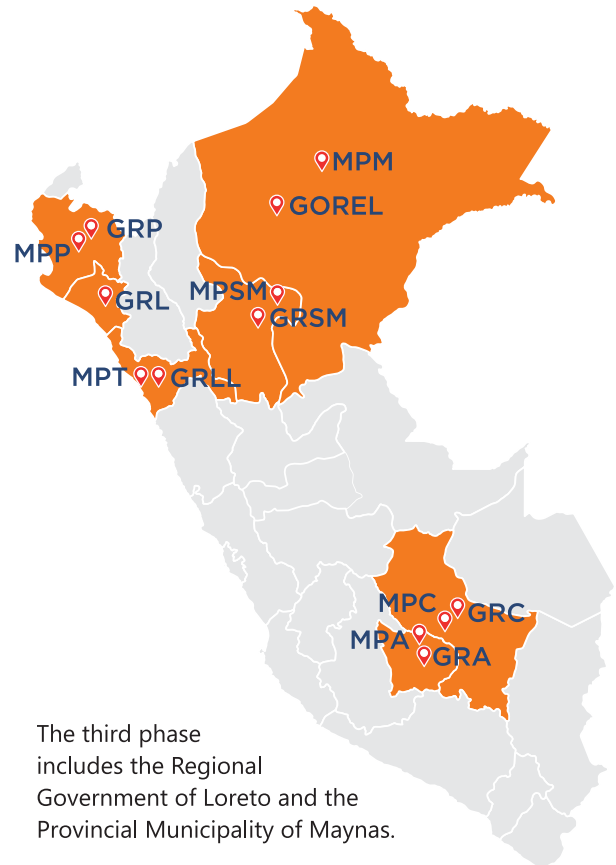 MPM
GOREL
GRP
MPP
GRL
MPSM
GRSM
MPT
GRLL
MPC
GRC
MPA
GRA
The third phase
includes the Regional
Government of Loreto and the
Provincial Municipality of Maynas.